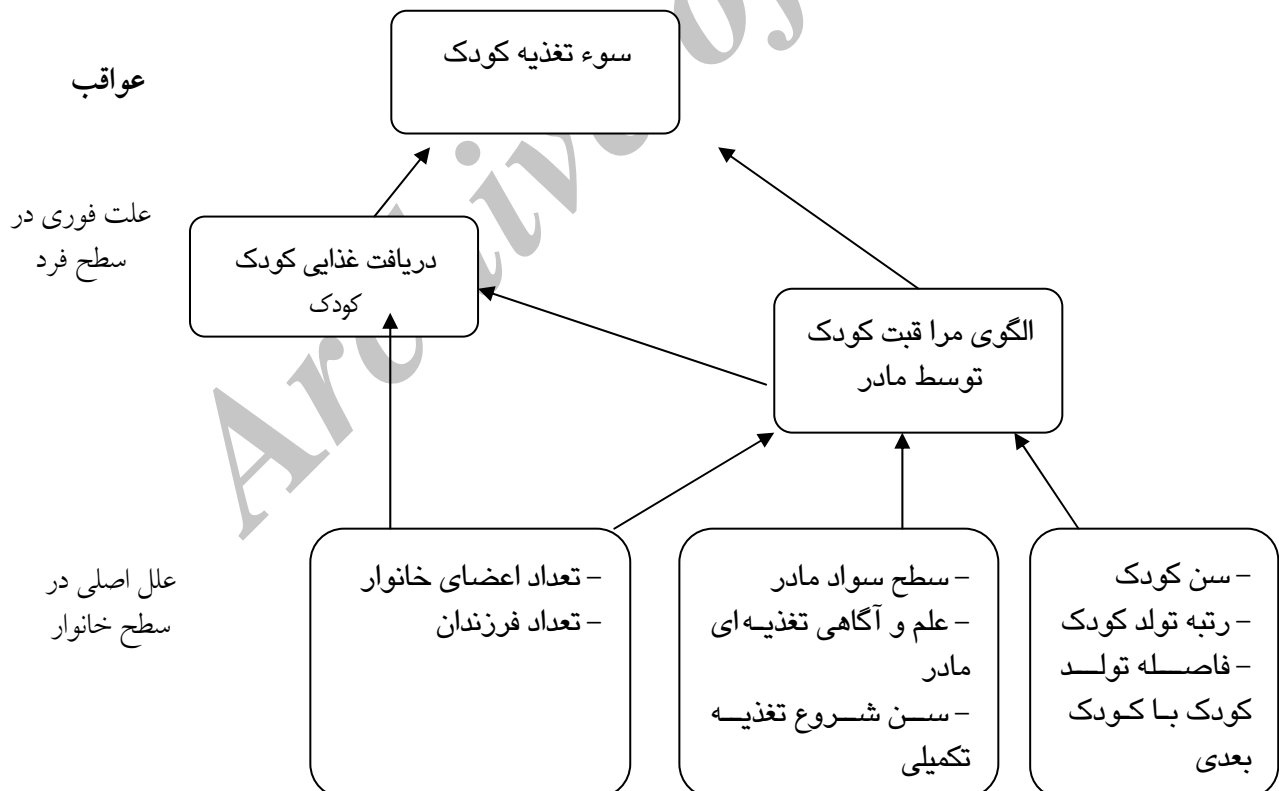 سوء تغذیه کودک
عواقب
علت فوری در
سطح فرد
دریافت غذایی کودک
کودک
الگوی مرا قبت کودک
توسط مادر
علل اصلی در
سطح خانوار
– تعداد اعضای خانوار
– تعداد فرزندان
– سطح سواد مادر
– علم و آگاهی تغذیه ای
مادر
– سن شروع تغذیه
تکمیلی
– سن کودک
– رتبه تولد کودک
– فاصله تولد
کودک با کودک
بعدی
Archive of